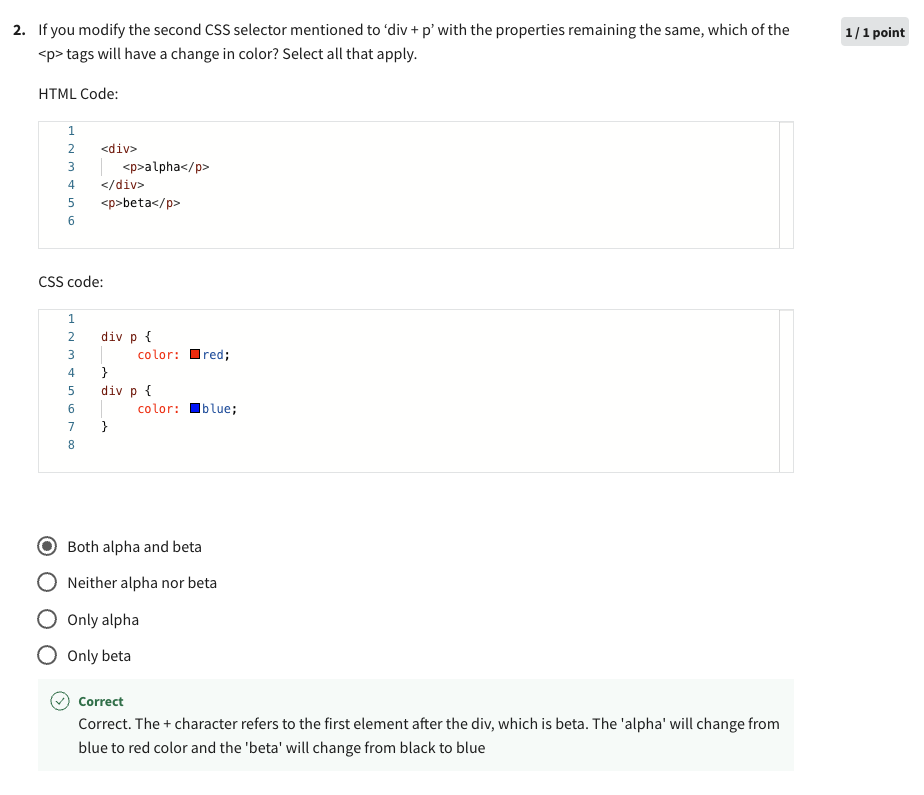 2. If you modify the second CSS selector mentioned to ‘div + p’ with the properties remaining the same, which of the
1 / 1 point
<p> tags will have a change in color? Select all that apply.
HTML Code:
1
2 <div>
3 <p>alpha</p>
4 </div>
5 <p>beta</p>
6
CSS code:
1
2 div p {
3 color: red;
4 }
5 div p {
6 color: blue;
7 }
8
Both alpha and beta
Neither alpha nor beta
Only alpha
Only beta
Correct
Correct. The + character refers to the first element after the div, which is beta. The 'alpha' will change from
blue to red color and the 'beta' will change from black to blue